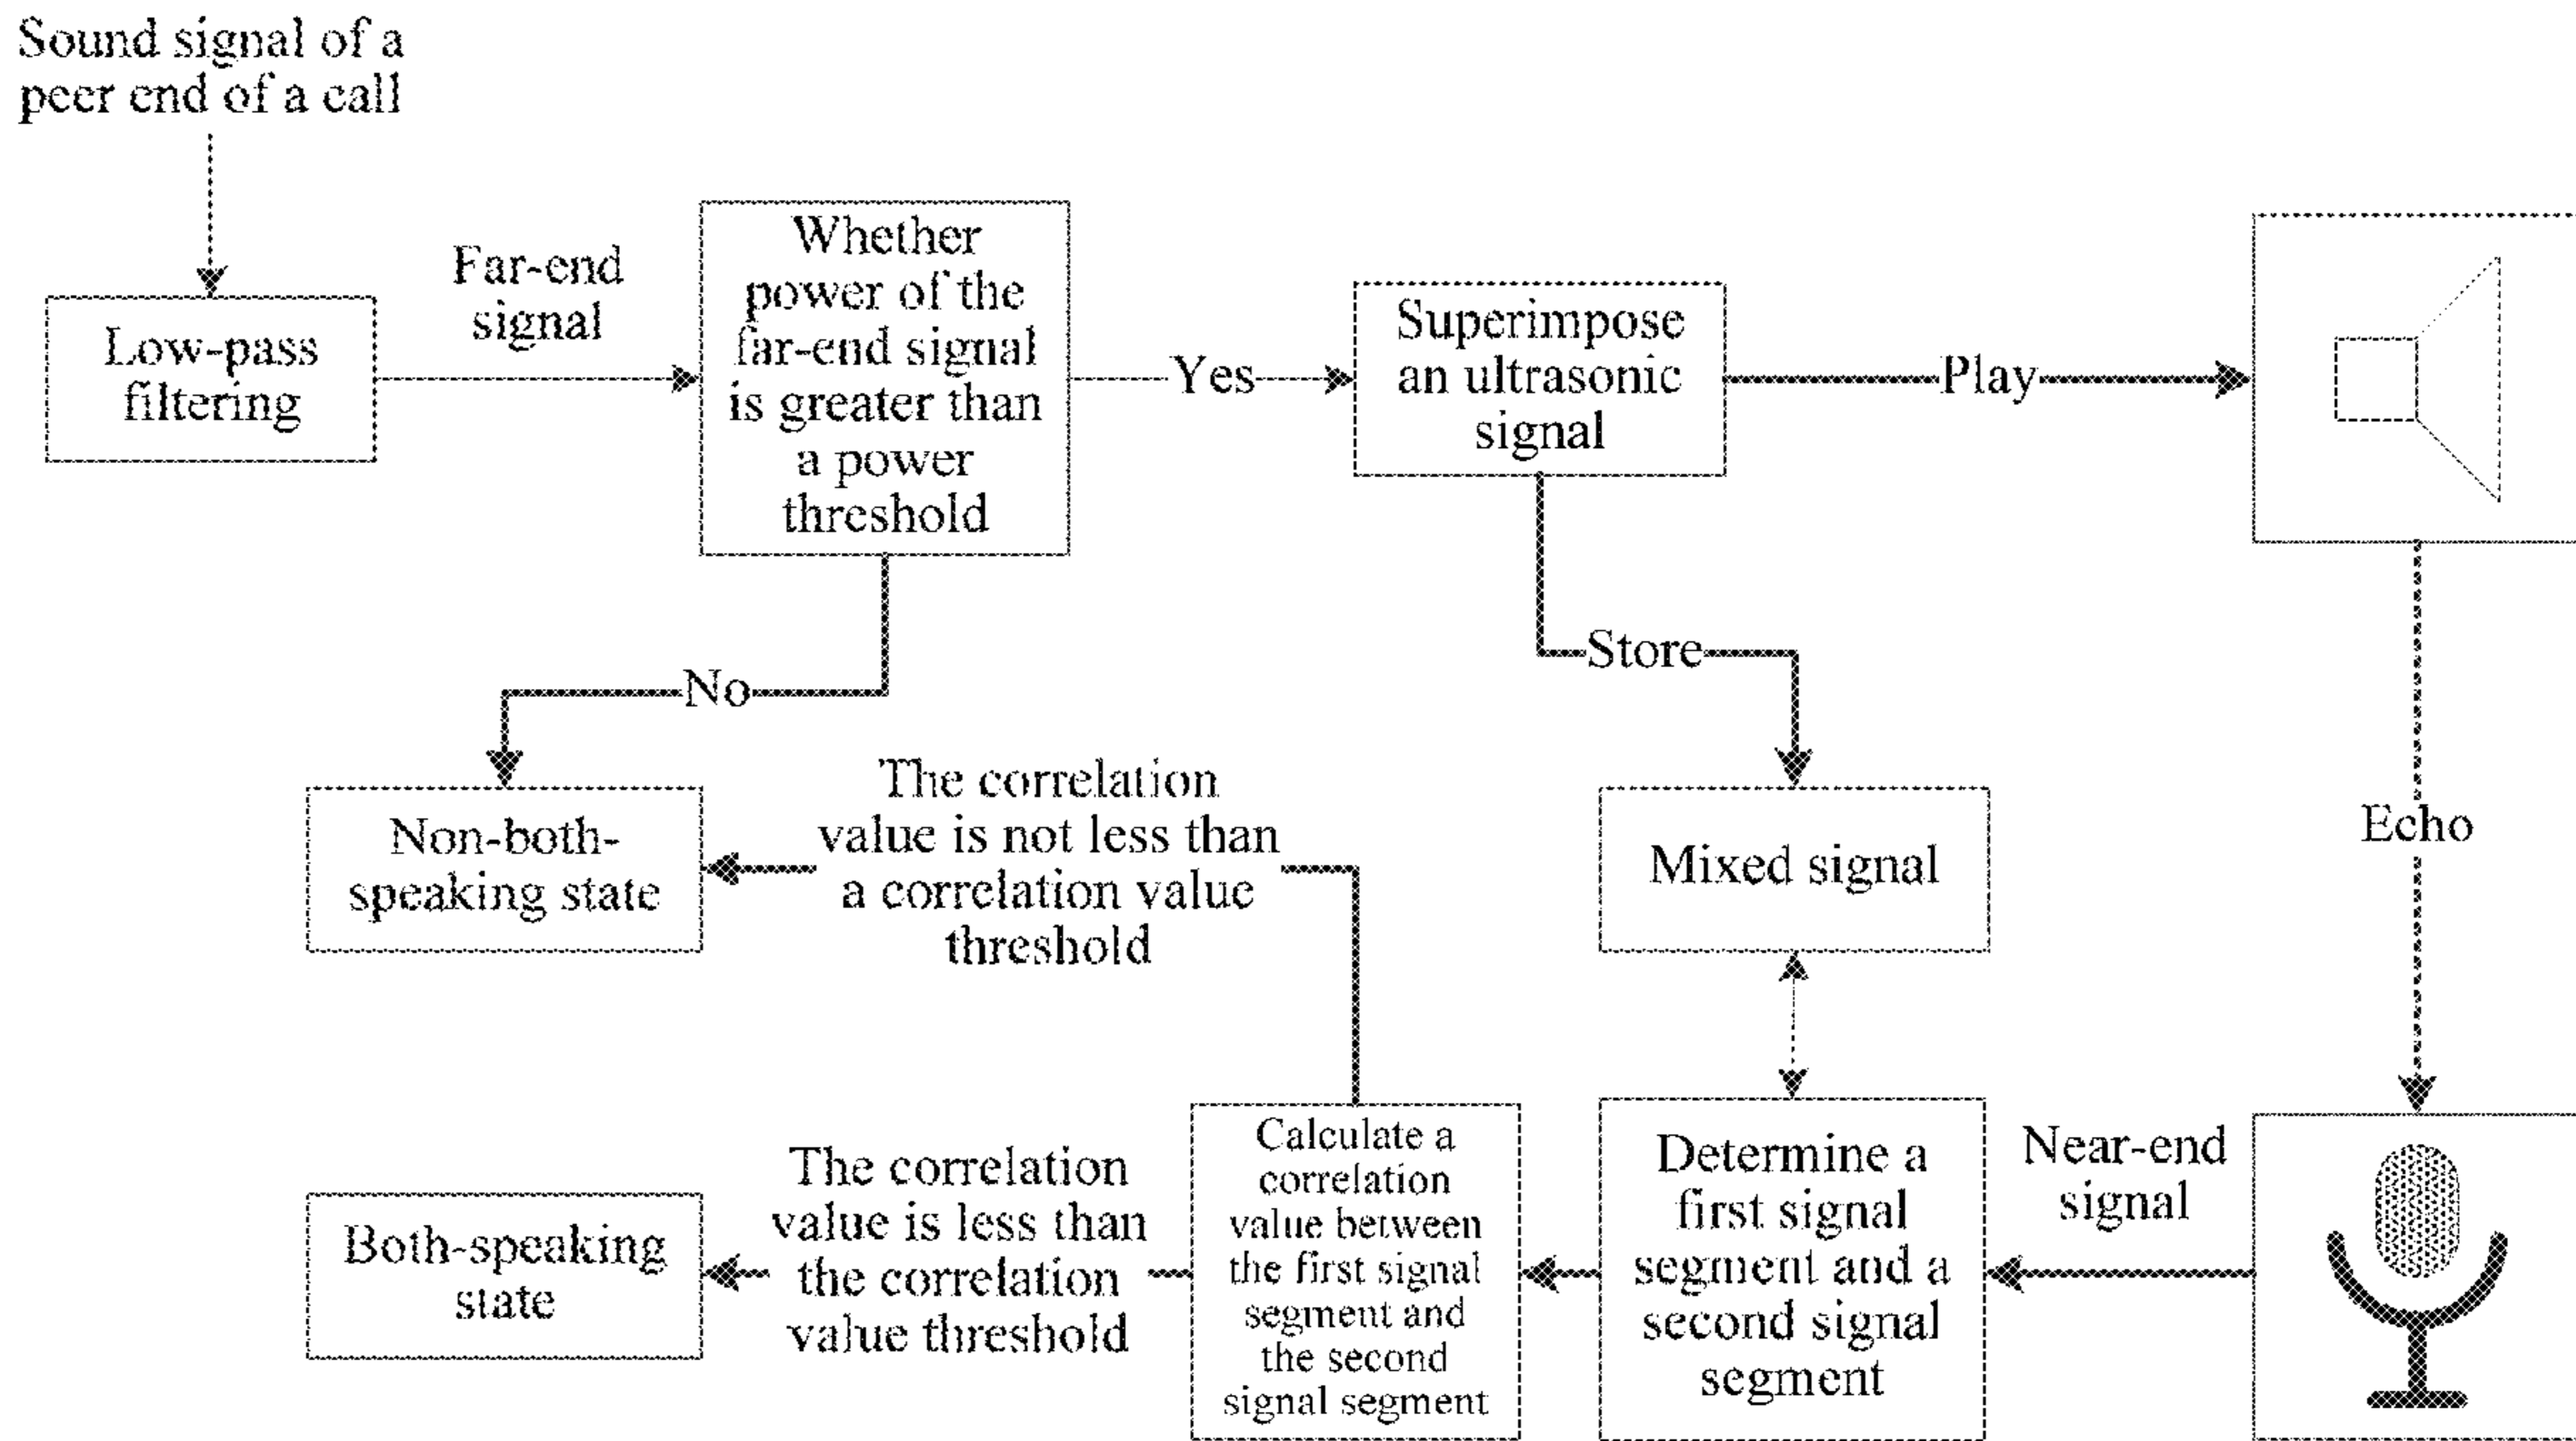 Sound signal of a
peer end of a call
Low-pass
filtering
Far-end
signal
Whether
power of the
far-end signal
is greater than
a power
threshold
Yes
Superimpose
an ultrasonic
signal
Play
Store
No
Non-both-
speaking state
The correlation
value is not less than
a correlation value
threshold
Mixed signal
Echo
Both-speaking
state
The correlation
value is less than
the correlation
value threshold
Calculate a
correlation
value between
the first signal
segment and
the second
signal segment
Determine a
first signal
segment and a
second signal
segment
Near-end
signal